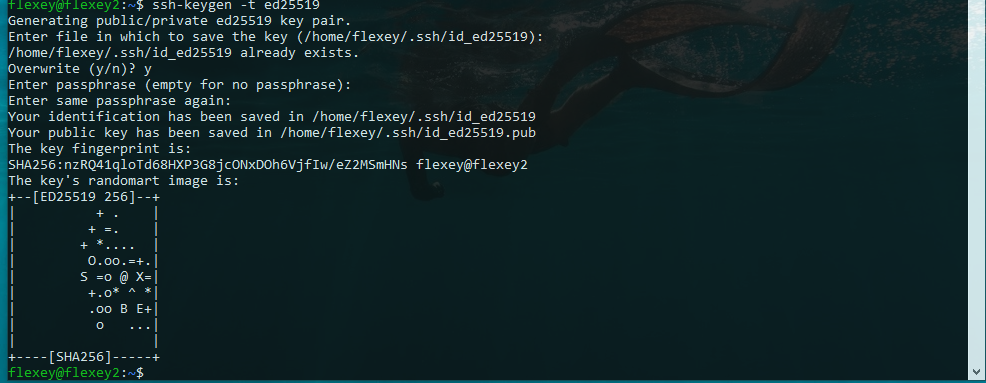 flexey@flexey2:~$ ssh-keygen -t ed25519
Generating public/private ed25519 key pair.
Enter file in which to save the key (/home/flexey/.ssh/id_ed25519):
/home/flexey/.ssh/id_ed25519 already exists.
Overwrite (y/n)? y
Enter passphrase (empty for no passphrase):
Enter same passphrase again:
Your identification has been saved in /home/flexey/.ssh/id_ed25519
Your public key has been saved in /home/flexey/.ssh/id_ed25519.pub
The key fingerprint is:
SHA256:nzRQ41qloTd68HXP3G8jcONxDOh6VjfIw/eZ2MSmHNs flexey@flexey2
The key's randomart image is:
+--[ED25519 256]--+
|          + .    |
|         + =.    |
|        + *....  |
|         O.oo.=+.|
|        S =o @ X=|
|         +.o* ^ *|
|         .oo B E+|
|          o   ...|
|                 |
+----[SHA256]-----+
flexey@flexey2:~$